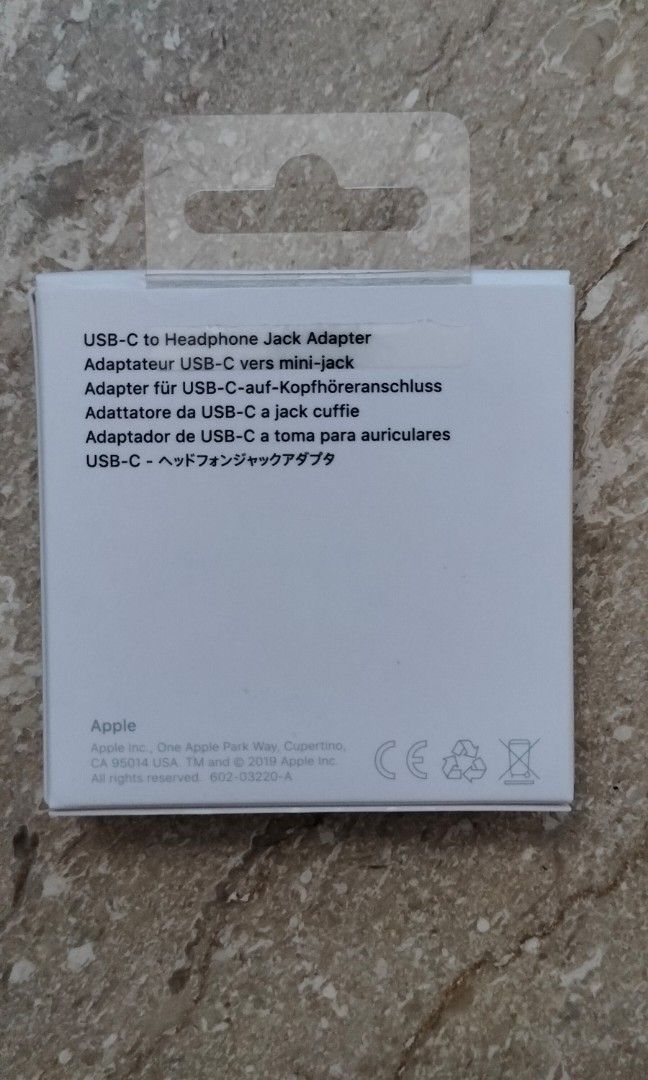 USB-C to Headphone Jack Adapter
Adaptateur USB-C vers mini-jack
Adapter für USB-C-auf-Kopfhöreranschluss
Adattatore da USB-C a jack cuffie
Adaptador de USB-C a toma para auriculares
USB-C - ヘッドフォンジャックアダプタ
Apple
Apple Inc., One Apple Park Way, Cupertino,
CA 95014 USA. TM and © 2019 Apple Inc.
All rights reserved. 602-03220-A
CE